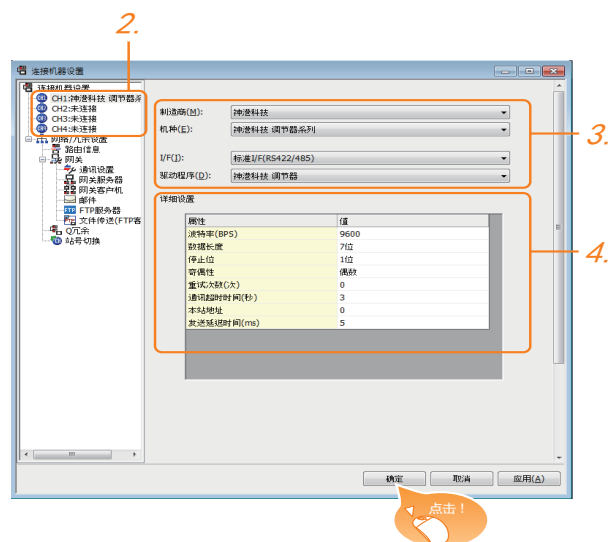 2.
连接机器设置
连接机器设置
CH1:神港科技 调节器系
CH2:未连接
CH3:未连接
CH4:未连接
网络/冗余设置
路由信息
网关
通讯设置
网关服务器
网关客户机
邮件
FTP服务器
文件传送(FTP客
Q冗余
站号切换
制造商(M): 神港科技
机种(E): 神港科技 调节器系列
I/F(I): 标准I/F(RS422/485)
驱动程序(D): 神港科技 调节器
3.
详细设置
属性 值
波特率(BPS) 9600
数据长度 7位
停止位 1位
奇偶性 偶数
重试次数(次) 0
通讯超时时间(秒) 3
本站地址 0
发送延迟时间(ms) 5
4.
确定 取消 应用(A)
点击！